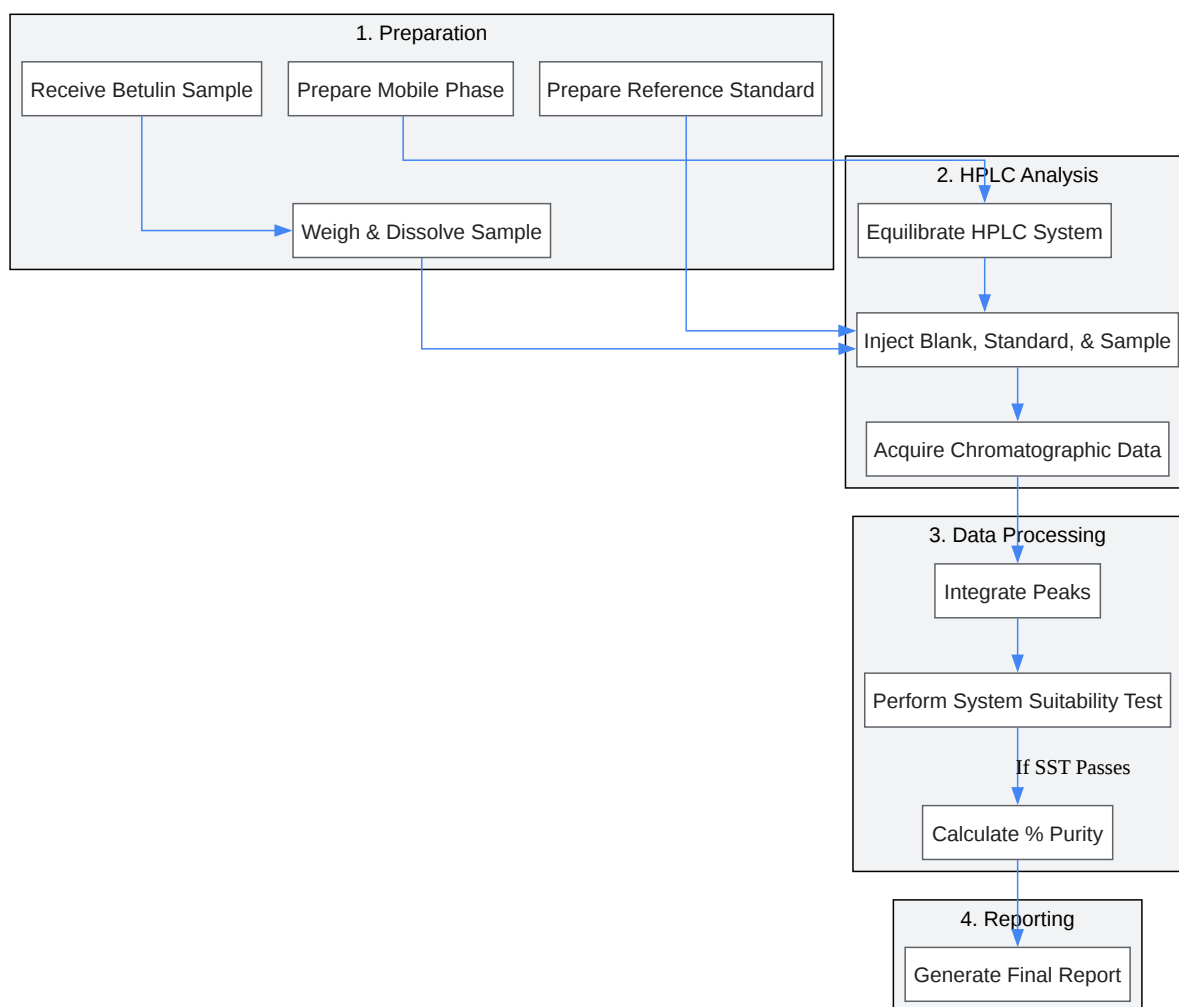 1. Preparation
Receive Betulin Sample
Prepare Mobile Phase
Prepare Reference Standard
Weigh & Dissolve Sample
2. HPLC Analysis
Equilibrate HPLC System
Inject Blank, Standard, & Sample
Acquire Chromatographic Data
3. Data Processing
Integrate Peaks
Perform System Suitability Test
If SST Passes
Calculate % Purity
4. Reporting
Generate Final Report